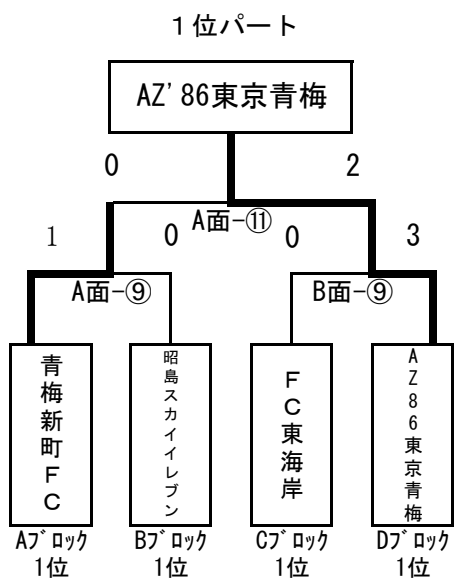 １位パート
AZ'86東京青梅
0 2
A面-⑪
1 0 0 3
A面-⑨ B面-⑨
青梅新町ＦＣ
昭島スカイイレブン
ＦＣ東海岸
AZ86東京青梅
Aﾌﾞﾛｯｸ Bﾌﾞﾛｯｸ Cﾌﾞﾛｯｸ Dﾌﾞﾛｯｸ
1位 1位 1位 1位